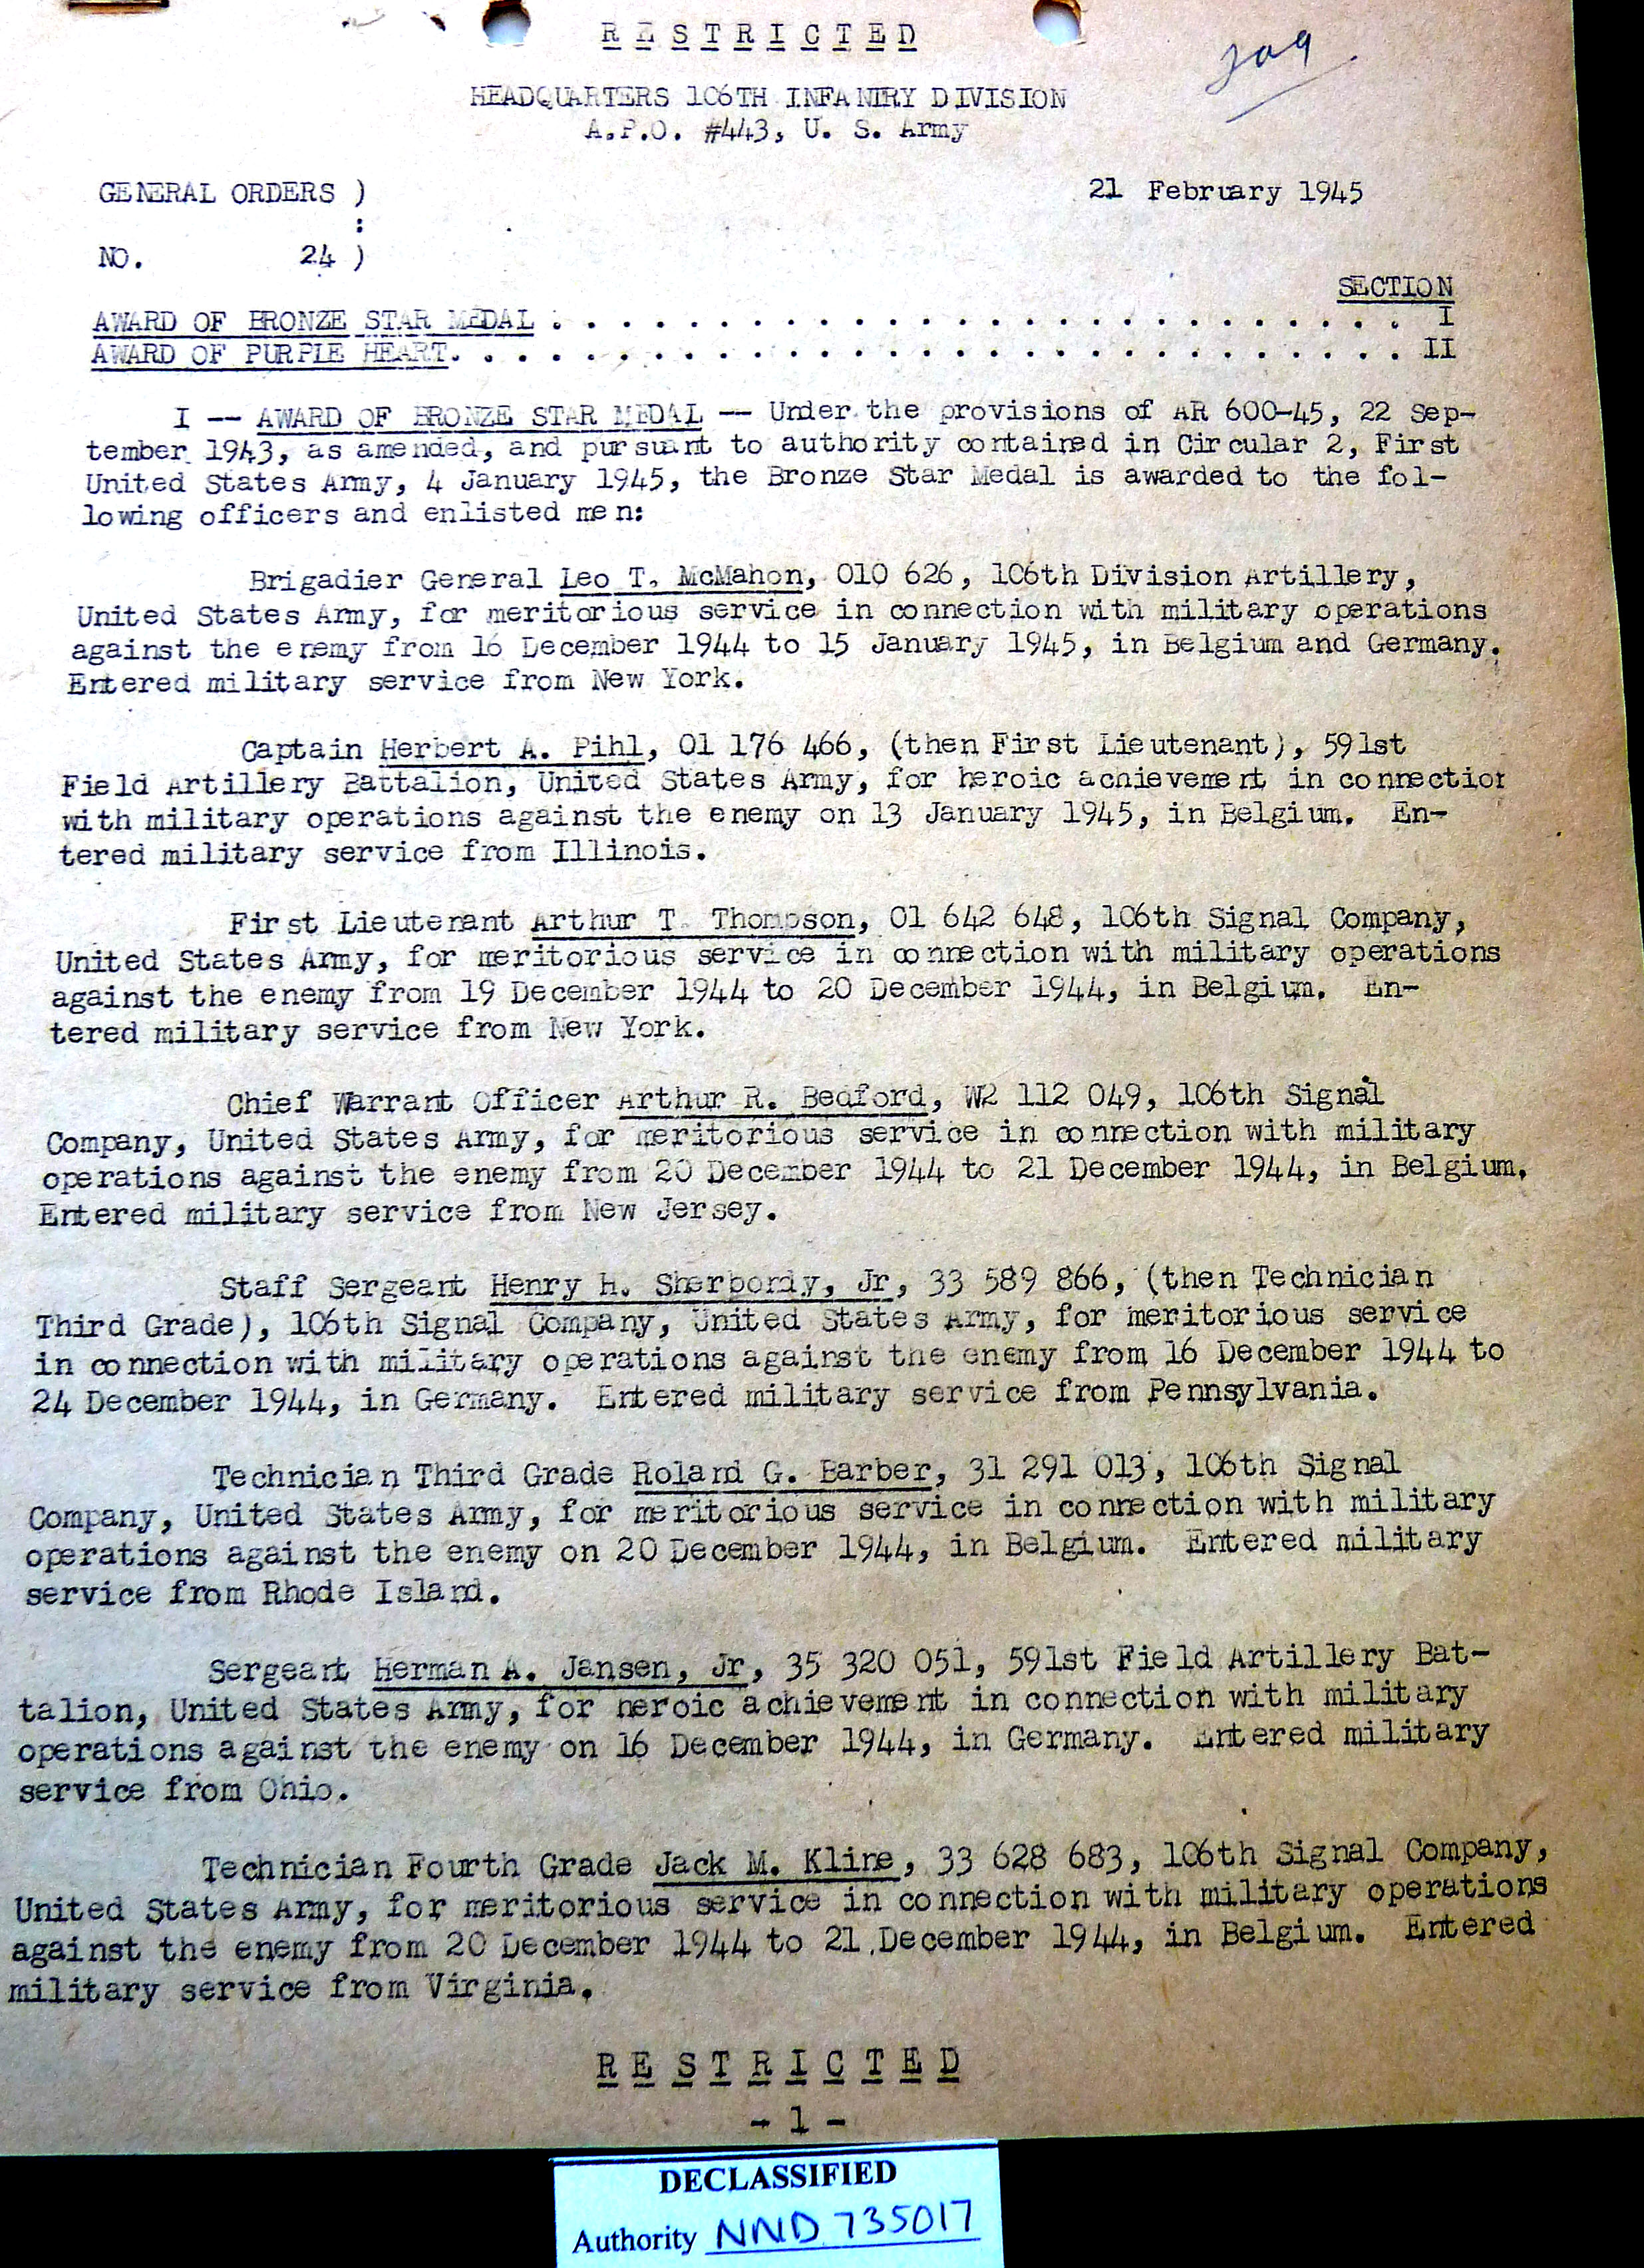 RESTRICTED
209
HEADQUARTERS 106TH INFANTRY DIVISION
A.P.O. #443, U. S. Army
GENERAL ORDERS ) 21 February 1945
:
NO. 24 )
SECTION
AWARD OF BRONZE STAR MEDAL . . . . . . . . . . . . . . . . . . . . . . . . . . . . I
AWARD OF PURPLE HEART. . . . . . . . . . . . . . . . . . . . . . . . . . . . . . . II
I -- AWARD OF BRONZE STAR MEDAL -- Under the provisions of AR 600-45, 22 Sep-
tember 1943, as amended, and pursuant to authority contained in Circular 2, First
United States Army, 4 January 1945, the Bronze Star Medal is awarded to the fol-
lowing officers and enlisted men:
Brigadier General Leo T. McMahon, 010 626, 106th Division Artillery,
United States Army, for meritorious service in connection with military operations
against the enemy from 16 December 1944 to 15 January 1945, in Belgium and Germany.
Entered military service from New York.
Captain Herbert A. Pihl, 01 176 466, (then First Lieutenant), 591st
Field Artillery Battalion, United States Army, for heroic achievement in connection
with military operations against the enemy on 13 January 1945, in Belgium. En-
tered military service from Illinois.
First Lieutenant Arthur T. Thompson, 01 642 648, 106th Signal Company,
United States Army, for meritorious service in connection with military operations
against the enemy from 19 December 1944 to 20 December 1944, in Belgium. En-
tered military service from New York.
Chief Warrant Officer Arthur R. Bedford, W2 112 049, 106th Signal
Company, United States Army, for meritorious service in connection with military
operations against the enemy from 20 December 1944 to 21 December 1944, in Belgium.
Entered military service from New Jersey.
Staff Sergeant Henry H. Sherbondy, Jr, 33 589 866, (then Technician
Third Grade), 106th Signal Company, United States Army, for meritorious service
in connection with military operations against the enemy from 16 December 1944 to
24 December 1944, in Germany. Entered military service from Pennsylvania.
Technician Third Grade Roland G. Barber, 31 291 013, 106th Signal
Company, United States Army, for meritorious service in connection with military
operations against the enemy on 20 December 1944, in Belgium. Entered military
service from Rhode Island.
Sergeant Herman A. Jansen, Jr, 35 320 051, 591st Field Artillery Bat-
talion, United States Army, for heroic achievement in connection with military
operations against the enemy on 16 December 1944, in Germany. Entered military
service from Ohio.
Technician Fourth Grade Jack M. Kline, 33 628 683, 106th Signal Company,
United States Army, for meritorious service in connection with military operations
against the enemy from 20 December 1944 to 21 December 1944, in Belgium. Entered
military service from Virginia.
RESTRICTED
- 1 -
DECLASSIFIED
Authority NND 735017